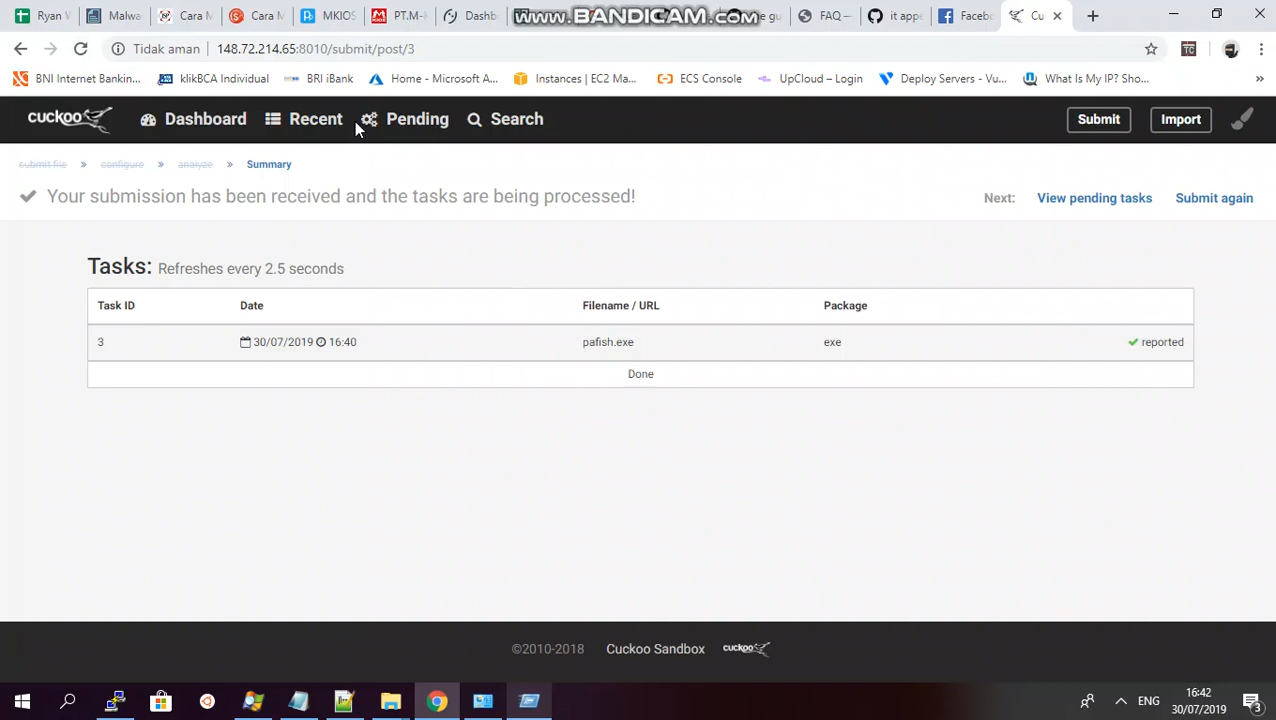 Ryan W
Malwa
Cara M
Cara M
MKIOS
PT.M-K
Dashb
www.BANDICAM.com
e gu
FAQ —
it appe
Faceb
Cu
Tidak aman 148.72.214.65:8010/submit/post/3
BNI Internet Bankin...
klikBCA Individual
BRI iBank
Home - Microsoft A...
Instances | EC2 Ma...
ECS Console
UpCloud – Login
Deploy Servers - Vu...
What Is My IP? Sho...
»
cuckoo Dashboard Recent Pending Search Submit Import
submit file » configure » analyze » Summary
Your submission has been received and the tasks are being processed! Next: View pending tasks Submit again
Tasks: Refreshes every 2.5 seconds
Task ID Date Filename / URL Package
3 30/07/2019 16:40 pafish.exe exe reported
Done
©2010-2018 Cuckoo Sandbox cuckoo
ENG 16:42
30/07/2019
3